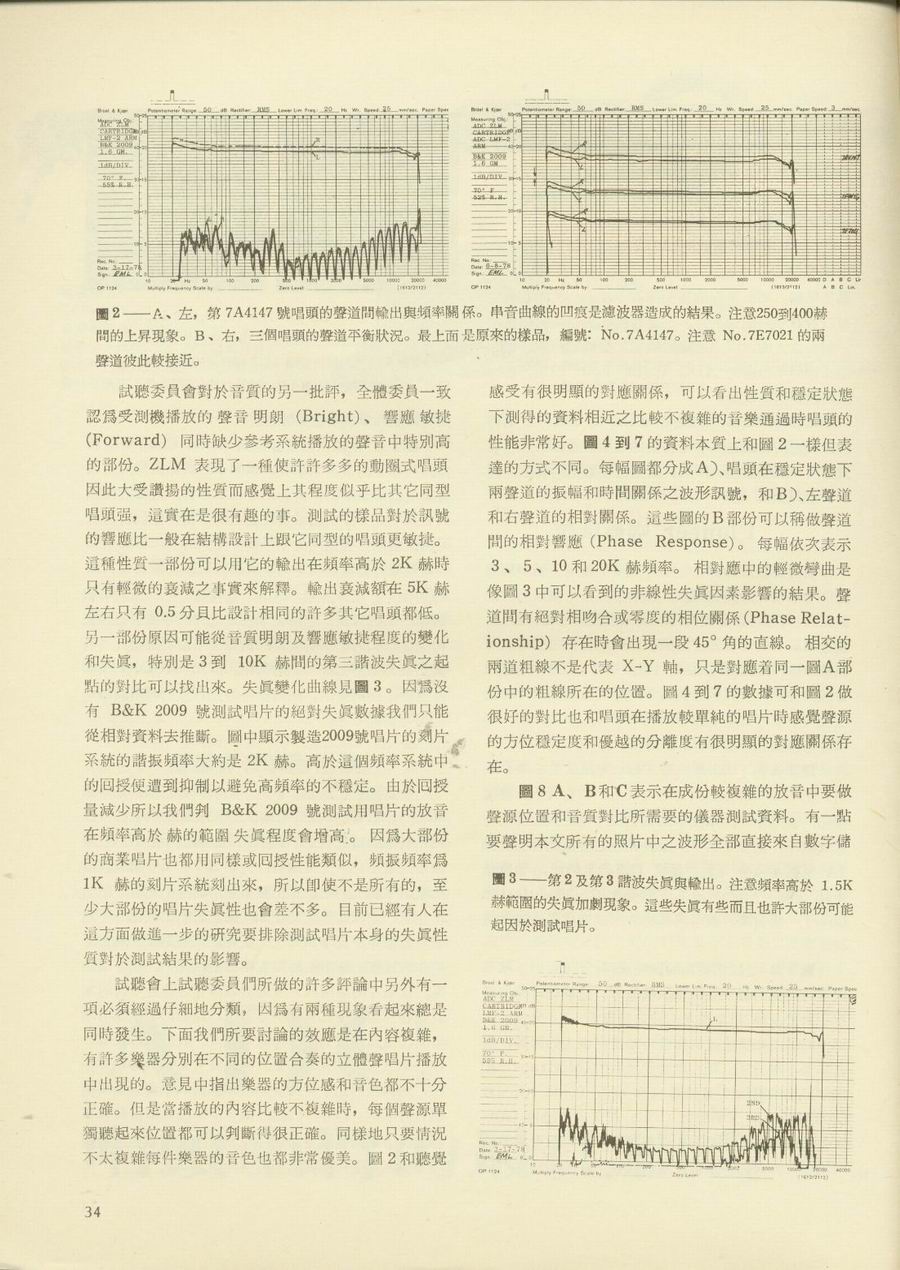 Brüel & Kjær Potentiometer Range: 50 dB Rectifier: RMS Lower Lim. Freq.: 20 Hz Wr. Speed: 25 mm/sec. Paper Spee
Measuring Obj.:
ADC ZLM
CARTRIDGE
LMF-2 ARM
B&K 2009
1.6 GM.
1dB/DIV.
70° F.
55% R.H.
Rec. No.:
Date: 3-17-78
Sign.: EML
QP 1124 Multiply Frequency Scale by Zero Level (1612/2112)
Brüel & Kjær Potentiometer Range: 50 dB Rectifier: RMS Lower Lim. Freq.: 20 Hz Wr. Speed: 25 mm/sec. Paper Speed: 3 mm/sec
Measuring Obj.:
ADC ZLM
CARTRIDGE
ADC LMF-2
ARM
B&K 2009
1.6 GM
1dB/DIV.
70° F
52% R.H.
Rec. No.:
Date: 6-8-78
Sign.: EML
QP 1124 Multiply Frequency Scale by Zero Level (1612/2112) A B C Lin.
圖2——A、左，第7A4147號唱頭的聲道間輸出與頻率關係。串音曲線的凹痕是濾波器造成的結果。注意250到400赫
間的上昇現象。B、右，三個唱頭的聲道平衡狀況。最上面是原來的樣品，編號：No.7A4147。注意 No.7E7021的兩
聲道彼此較接近。
試聽委員會對於音質的另一批評，全體委員一致
認爲受測機播放的聲音明朗（Bright）、響應敏捷
（Forward）同時缺少參考系統播放的聲音中特別高
的部份。ZLM 表現了一種使許許多多的動圈式唱頭
因此大受讚揚的性質而感覺上其程度似乎比其它同型
唱頭强，這實在是很有趣的事。測試的樣品對於訊號
的響應比一般在結構設計上跟它同型的唱頭更敏捷。
這種性質一部份可以用它的輸出在頻率高於 2K 赫時
只有輕微的衰減之事實來解釋。輸出衰減額在 5K 赫
左右只有 0.5 分貝比設計相同的許多其它唱頭都低。
另一部份原因可能從音質明朗及響應敏捷程度的變化
和失眞，特別是 3 到 10K 赫間的第三諧波失眞之起
點的對比可以找出來。失眞變化曲線見圖 3 。因爲沒
有 B&K 2009 號測試唱片的絕對失眞數據我們只能
從相對資料去推斷。圖中顯示製造2009號唱片的刻片
系統的諧振頻率大約是 2K 赫。高於這個頻率系統中
的回授便遭到抑制以避免高頻率的不穩定。由於回授
量減少所以我們判 B&K 2009 號測試用唱片的放音
在頻率高於 赫的範圍 失眞程度會增高。因爲大部份
的商業唱片也都用同樣或回授性能類似，頻振頻率爲
1K 赫的刻片系統刻出來，所以卽使不是所有的，至
少大部份的唱片失眞性也會差不多。目前已經有人在
這方面做進一步的硏究要排除測試唱片本身的失眞性
質對於測試結果的影響。
試聽會上試聽委員們所做的許多評論中另外有一
項必須經過仔細地分類，因爲有兩種現象看起來總是
同時發生。下面我們所要討論的效應是在內容複雜，
有許多樂器分別在不同的位置合奏的立體聲唱片播放
中出現的。意見中指出樂器的方位感和音色都不十分
正確。但是當播放的內容比較不複雜時，每個聲源單
獨聽起來位置都可以判斷得很正確。同樣地只要情況
不太複雜每件樂器的音色也都非常優美。圖 2 和聽覺
感受有很明顯的對應關係，可以看出性質和穩定狀態
下測得的資料相近之比較不複雜的音樂通過時唱頭的
性能非常好。圖 4 到 7 的資料本質上和圖 2 一樣但表
達的方式不同。每幅圖都分成A)、唱頭在穩定狀態下
兩聲道的振幅和時間關係之波形訊號，和B)、左聲道
和右聲道的相對關係。這些圖的B部份可以稱做聲道
間的相對響應（Phase Response）。每幅依次表示
3 、 5 、10 和 20K 赫頻率。 相對應中的輕微彎曲是
像圖 3 中可以看到的非線性失眞因素影響的結果。聲
道間有絕對相吻合或零度的相位關係(Phase Relat-
ionship）存在時會出現一段 45° 角的直線。 相交的
兩道粗線不是代表 X-Y 軸，只是對應着同一圖A部
份中的粗線所在的位置。圖 4 到 7 的數據可和圖 2 做
很好的對比也和唱頭在播放較單純的唱片時感覺聲源
的方位穩定度和優越的分離度有很明顯的對應關係存
在。
圖 8 A、 B和C表示在成份較複雜的放音中要做
聲源位置和音質對比所需要的儀器測試資料。有一點
要聲明本文所有的照片中之波形全部直接來自數字儲
圖3——第2及第3諧波失眞與輸出。注意頻率高於 1.5K
赫範圍的失眞加劇現象。這些失眞有些而且也許大部份可能
起因於測試唱片。
Brüel & Kjær Potentiometer Range: 50 dB Rectifier: RMS Lower Lim. Freq.: 20 Hz Wr. Speed: 25 mm/sec. Paper Spee
Measuring Obj.:
ADC ZLM
CARTRIDGE
LMF-2 ARM
B&K 2009
1.6 GM.
1dB/DIV.
70° F.
55% R.H.
Rec. No.:
Date: 3-17-78
Sign.: EML
QP 1124 Multiply Frequency Scale by Zero Level (1612/2112)
34